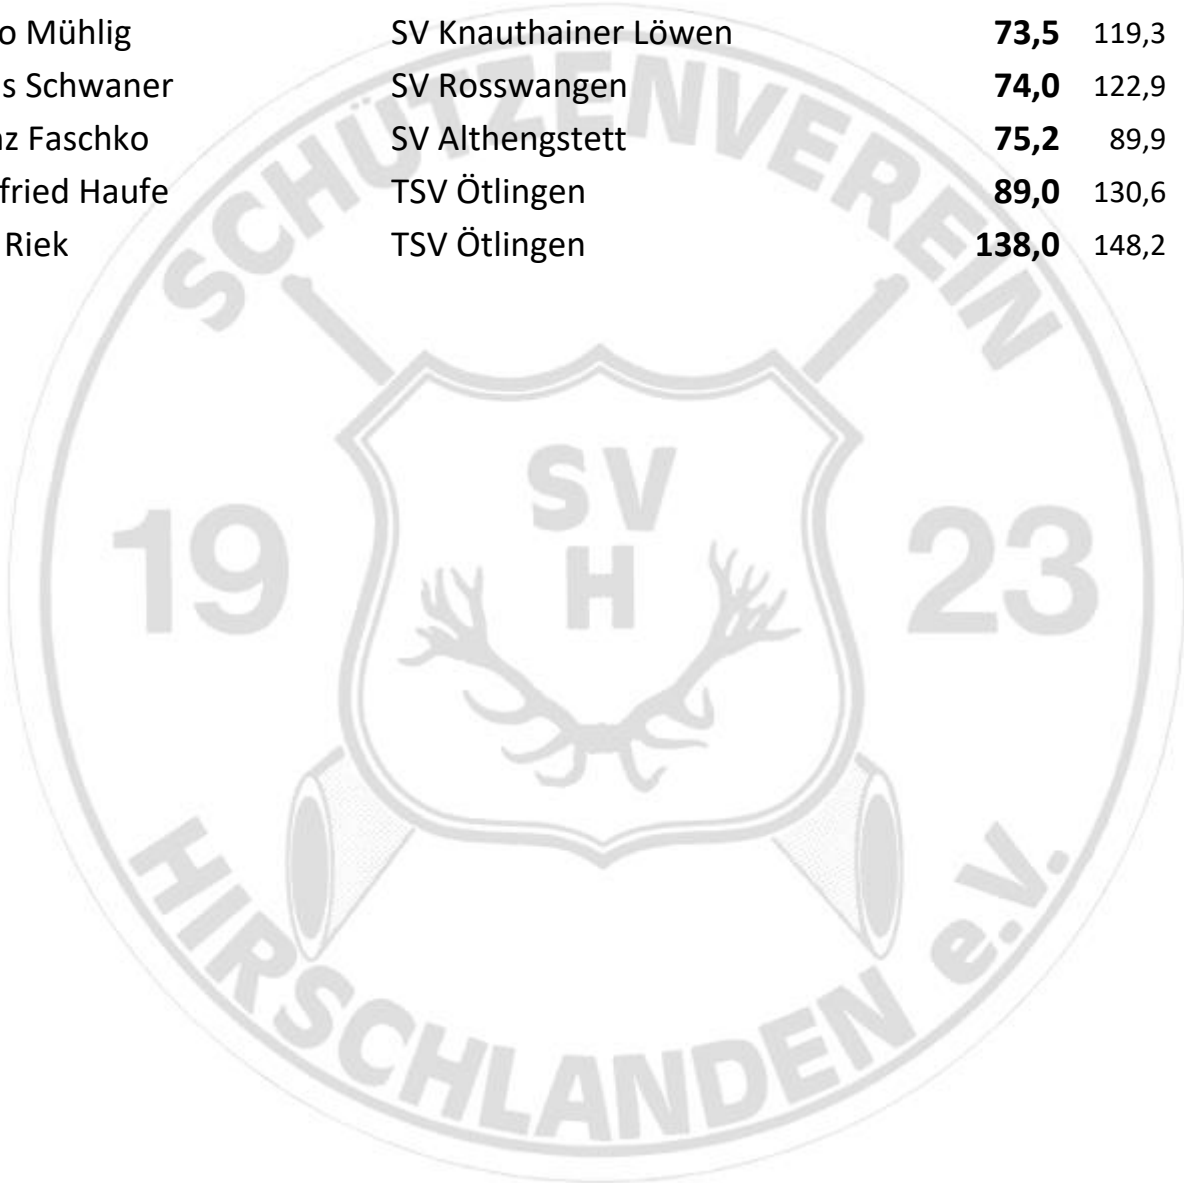 o Mühlig SV Knauthainer Löwen 73,5 119,3
s Schwaner SV Rosswangen 74,0 122,9
z Faschko SV Althengstett 75,2 89,9
fried Haufe TSV Ötlingen 89,0 130,6
Riek TSV Ötlingen 138,0 148,2
SCHÜTZENVEREIN
SV
H
19 23
HIRSCHLANDEN e.V.